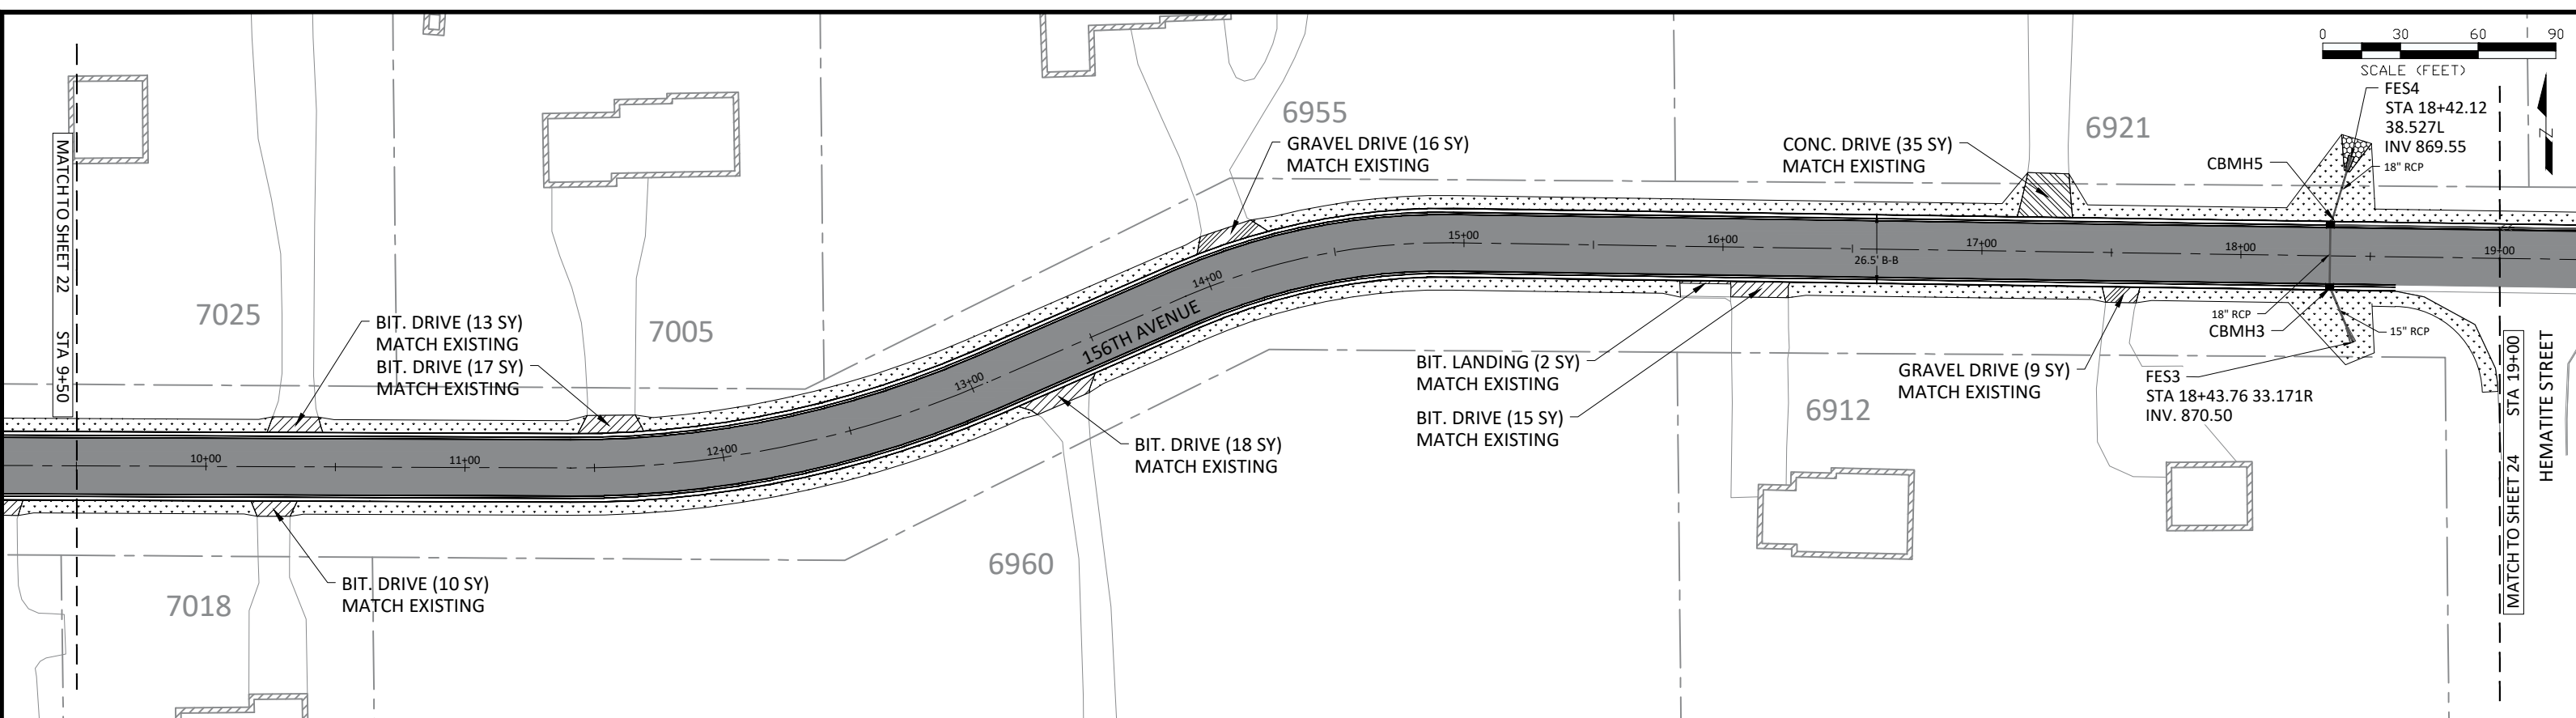 0 30 60 90
SCALE (FEET)
N
FES4
STA 18+42.12
38.527L
INV 869.55
18" RCP
CBMH5
6921
CONC. DRIVE (35 SY)
MATCH EXISTING
6955
GRAVEL DRIVE (16 SY)
MATCH EXISTING
MATCH TO SHEET 22 STA 9+50
7025
BIT. DRIVE (13 SY)
MATCH EXISTING
BIT. DRIVE (17 SY)
MATCH EXISTING
7005
10+00
11+00
12+00
13+00
14+00
15+00
16+00
17+00
18+00
19+00
156TH AVENUE
26.5' B-B
BIT. LANDING (2 SY)
MATCH EXISTING
BIT. DRIVE (15 SY)
MATCH EXISTING
GRAVEL DRIVE (9 SY)
MATCH EXISTING
18" RCP
CBMH3
15" RCP
FES3
STA 18+43.76 33.171R
INV. 870.50
6912
BIT. DRIVE (18 SY)
MATCH EXISTING
6960
BIT. DRIVE (10 SY)
MATCH EXISTING
7018
MATCH TO SHEET 24 STA 19+00
HEMATITE STREET